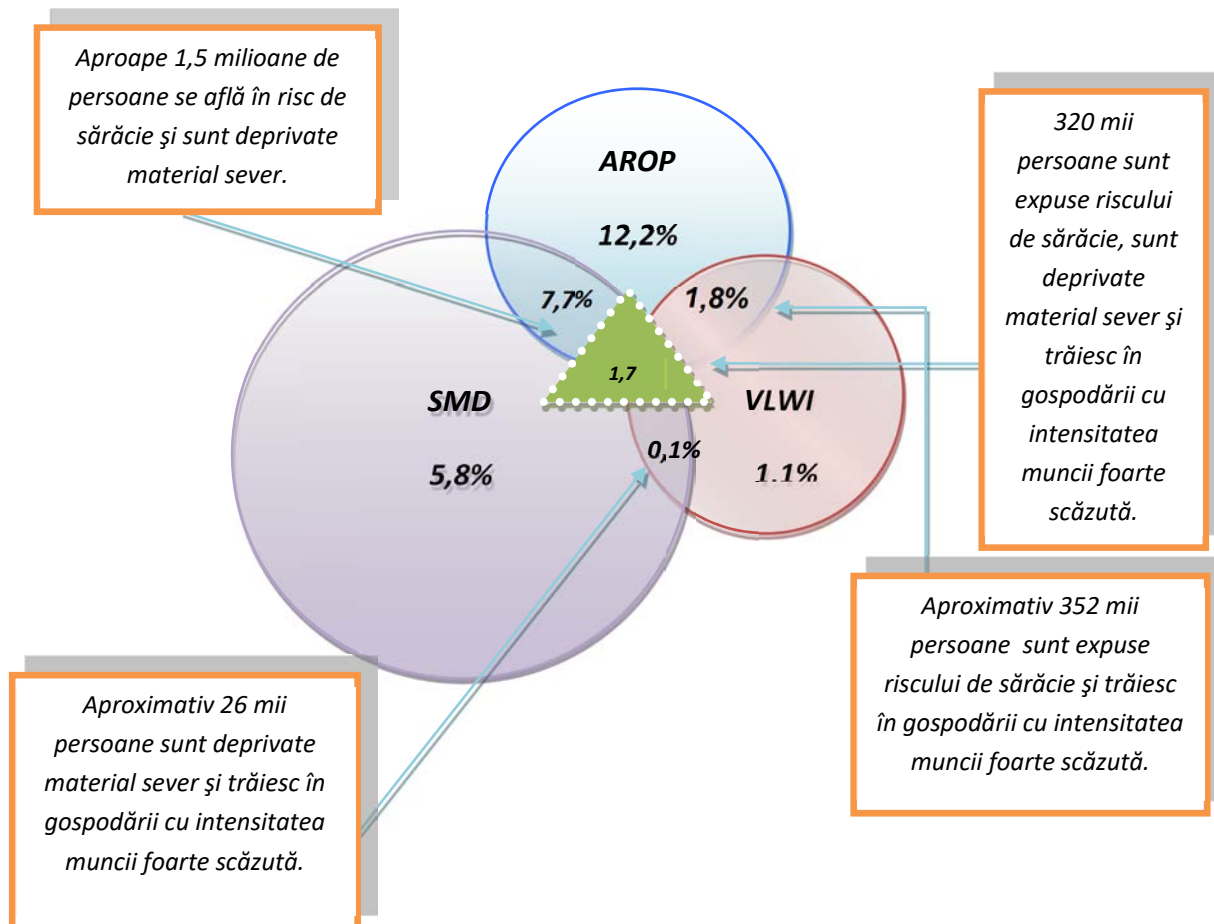 Aproape 1,5 milioane de
persoane se află în risc de
sărăcie şi sunt deprivate
material sever.
AROP
12,2%
7,7%
1,8%
1,7
SMD
5,8%
VLWI
0,1%
1.1%
320 mii
persoane sunt
expuse riscului
de sărăcie, sunt
deprivate
material sever şi
trăiesc în
gospodării cu
intensitatea
muncii foarte
scăzută.
Aproximativ 352 mii
persoane sunt expuse
riscului de sărăcie şi trăiesc
în gospodării cu intensitatea
muncii foarte scăzută.
Aproximativ 26 mii
persoane sunt deprivate
material sever şi trăiesc în
gospodării cu intensitatea
muncii foarte scăzută.